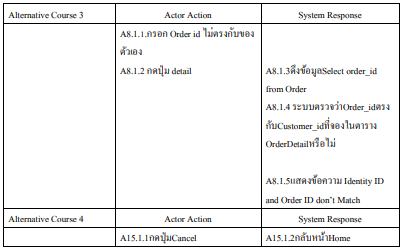 Alternative Course 3 Actor Action System Response
A8.1.1.กรอก Order id ไม่ตรงกับของ
ตัวเอง
A8.1.2 กดปุ่ม detail A8.1.3ดึงข้อมูลSelect order_id
from Order
A8.1.4 ระบบตรวจว่าOrder_idตรง
กับCustomer_idที่จองในตาราง
OrderDetailหรือไม่
A8.1.5แสดงข้อความ Identity ID
and Order ID don't Match
Alternative Course 4 Actor Action System Response
A15.1.1กดปุ่มCancel A15.1.2กลับหน้าHome